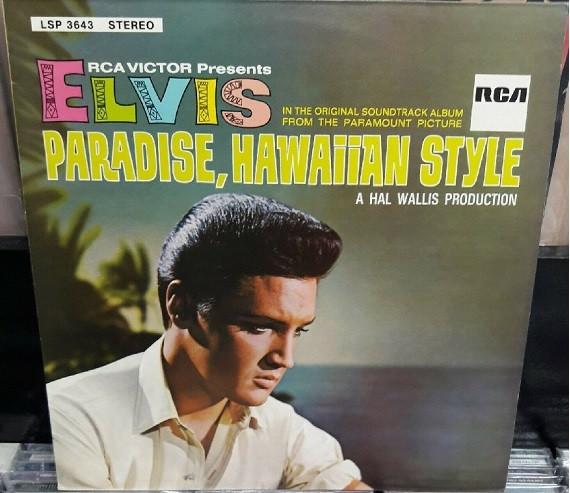 LSP 3643 STEREO
RCA VICTOR Presents
ELVIS
IN THE ORIGINAL SOUNDTRACK ALBUM
FROM THE PARAMOUNT PICTURE
RCA
PARADISE, HAWAiiAN STYLE
A HAL WALLIS PRODUCTION